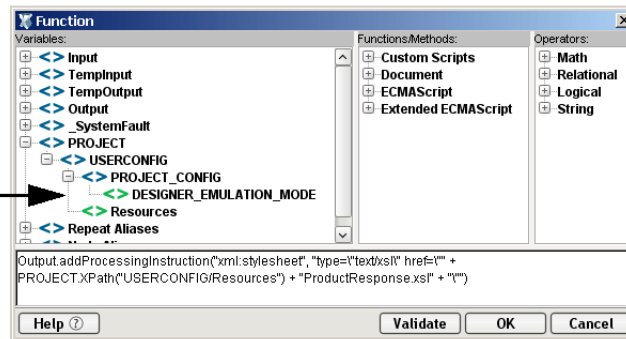 Function
Variables:
Functions/Methods:
Operators:
Input
TempInput
TempOutput
Output
_SystemFault
PROJECT
USERCONFIG
PROJECT_CONFIG
DESIGNER_EMULATION_MODE
Resources
Repeat Aliases
Custom Scripts
Document
ECMAScript
Extended ECMAScript
Math
Relational
Logical
String
Output.addProcessingInstruction("xml:stylesheet", "type=\"text/xsl\" href=\"" +
PROJECT.XPath("USERCONFIG/Resources") + "ProductResponse.xsl" + "\"")
Help ?
Validate
OK
Cancel